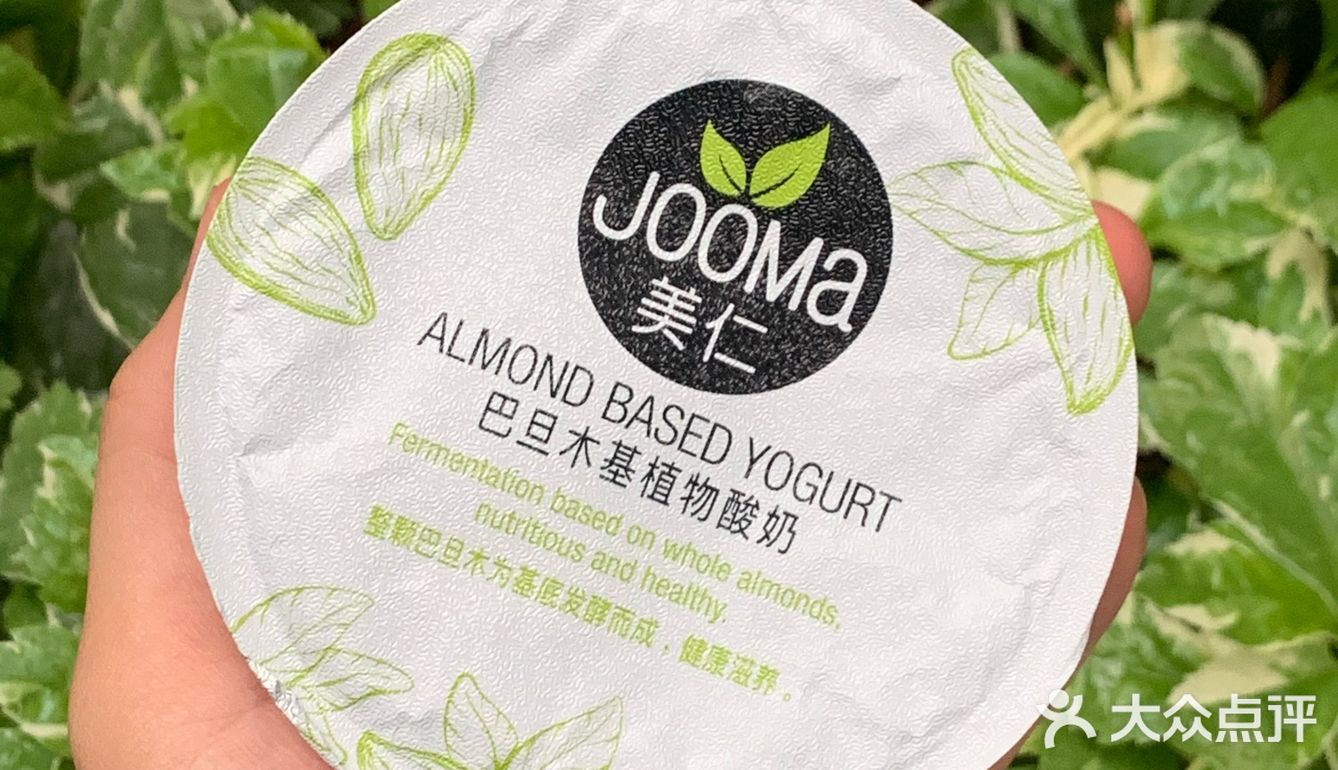 JOOMa
美仁
ALMOND BASED YOGURT
巴旦木基植物酸奶
Fermentation based on whole almonds,
nutritious and healthy.
整颗巴旦木为基底发酵而成，健康滋养。
大众点评